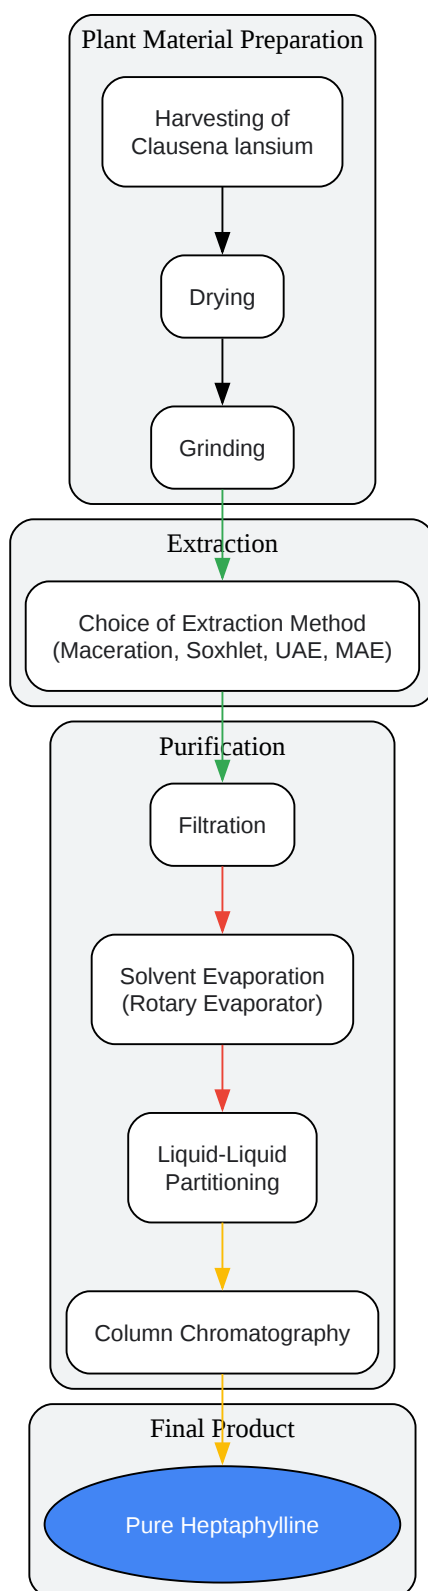 Plant Material Preparation
Harvesting of
Clausena lansium
Drying
Grinding
Extraction
Choice of Extraction Method
(Maceration, Soxhlet, UAE, MAE)
Purification
Filtration
Solvent Evaporation
(Rotary Evaporator)
Liquid-Liquid
Partitioning
Column Chromatography
Final Product
Pure Heptaphylline